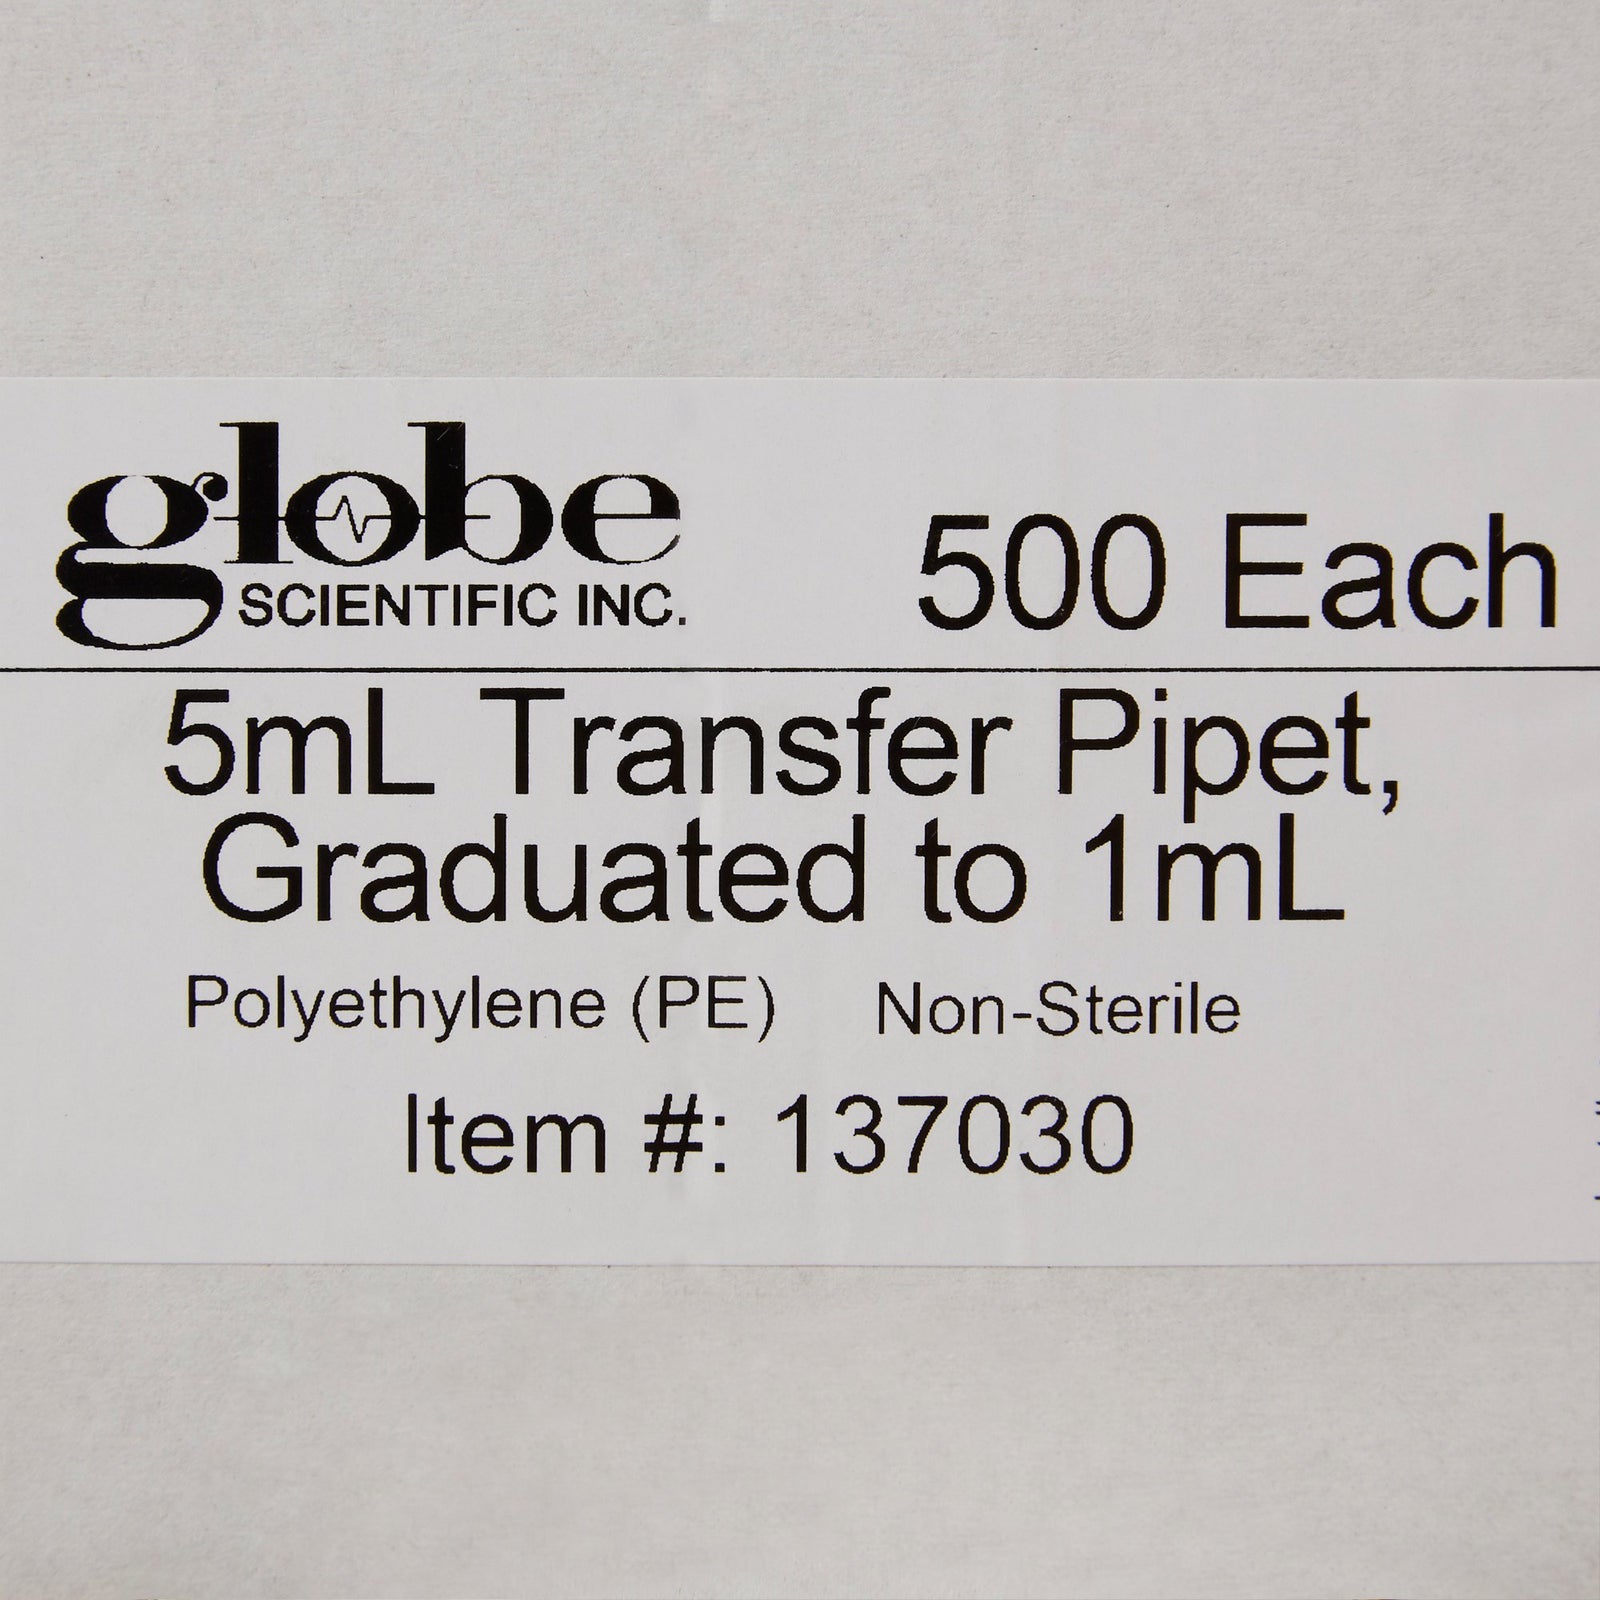 globe
SCIENTIFIC INC.
500 Each
5mL Transfer Pipet,
Graduated to 1mL
Polyethylene (PE) Non-Sterile
Item #: 137030